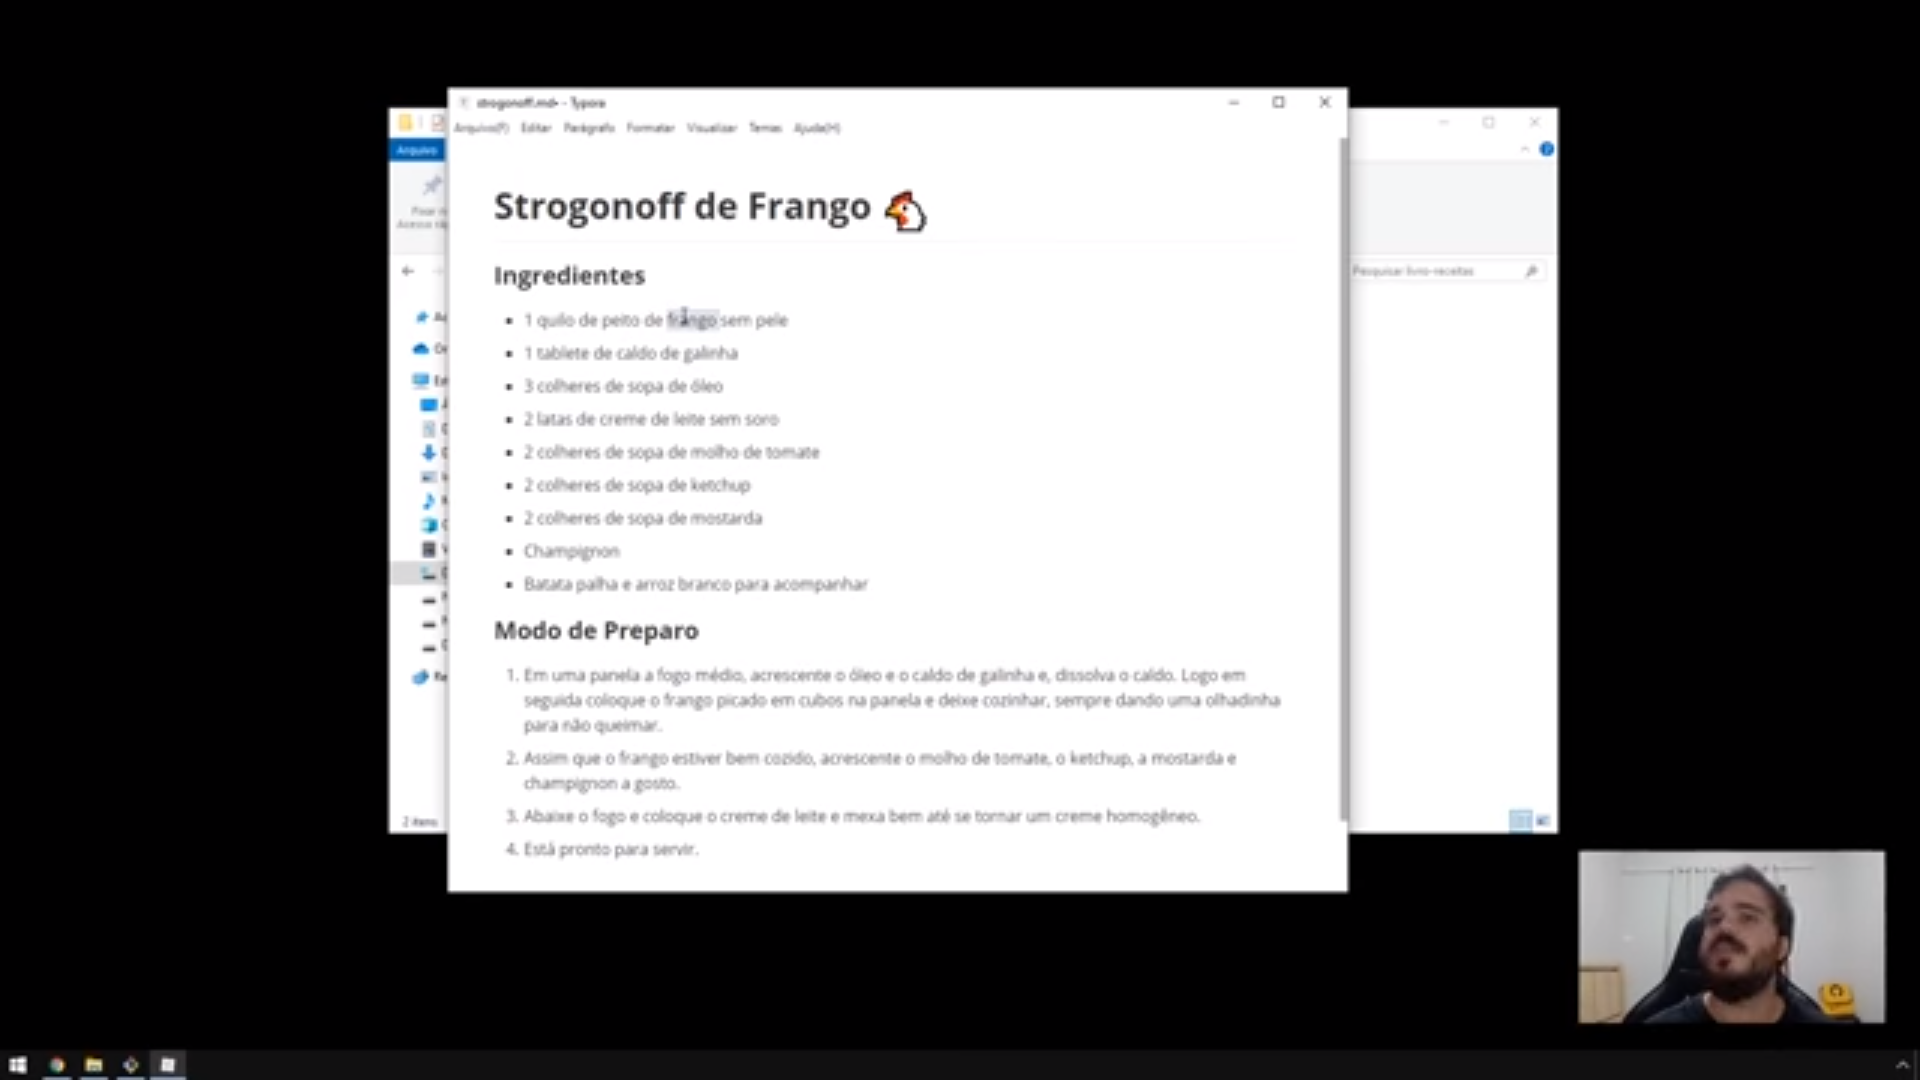 strogonoff.md• - Typora
Arquivo(F) Editar Parágrafo Formatar Visualizar Temas Ajuda(H)
Arquivo
Strogonoff de Frango
Pesquisar livro-receitas
Ingredientes
1 quilo de peito de frango sem pele
1 tablete de caldo de galinha
3 colheres de sopa de óleo
2 latas de creme de leite sem soro
2 colheres de sopa de molho de tomate
2 colheres de sopa de ketchup
2 colheres de sopa de mostarda
Champignon
Batata palha e arroz branco para acompanhar
Modo de Preparo
1. Em uma panela a fogo médio, acrescente o óleo e o caldo de galinha e, dissolva o caldo. Logo em
seguida coloque o frango picado em cubos na panela e deixe cozinhar, sempre dando uma olhadinha
para não queimar.
2. Assim que o frango estiver bem cozido, acrescente o molho de tomate, o ketchup, a mostarda e
champignon a gosto.
3. Abaixe o fogo e coloque o creme de leite e mexa bem até se tornar um creme homogêneo.
4. Está pronto para servir.
2 itens